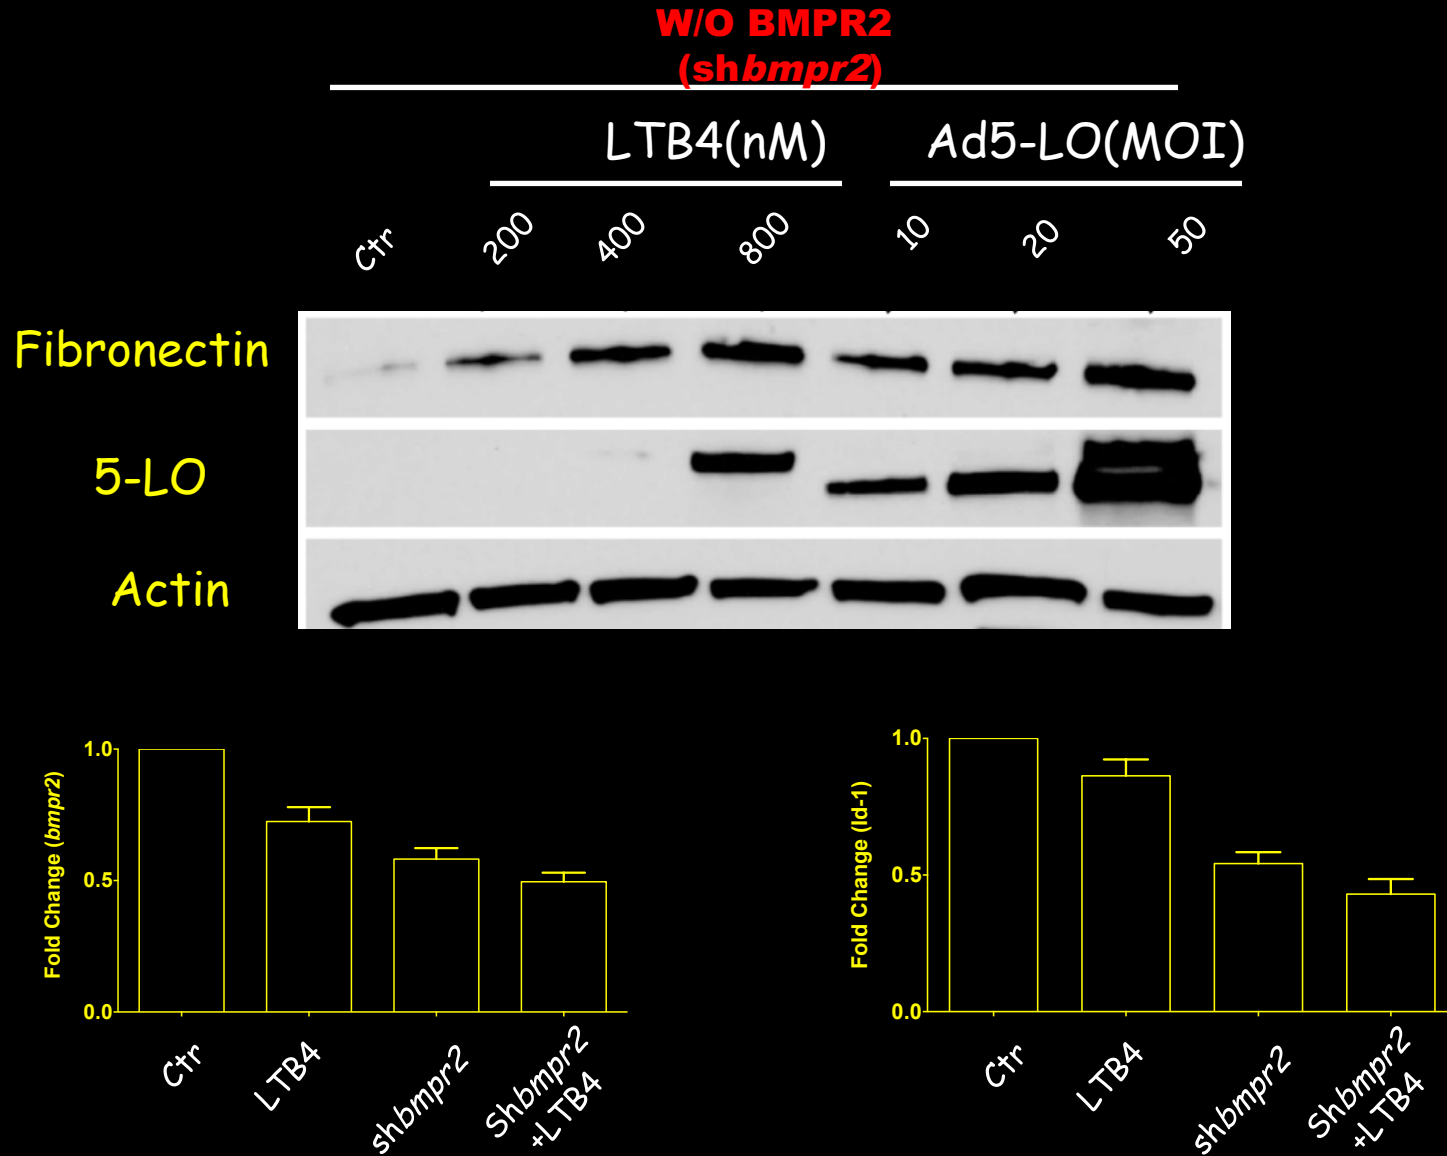 W/O BMPR2
(shbmpr2)
LTB4(nM) Ad5-LO(MOI)
Ctr 200 400 800 10 20 50
Fibronectin
5-LO
Actin
Fold Change (bmpr2)
1.0
0.5
0.0
Ctr LTB4 shbmpr2 Shbmpr2
+LTB4
Fold Change (Id-1)
1.0
0.5
0.0
Ctr LTB4 shbmpr2 Shbmpr2
+LTB4